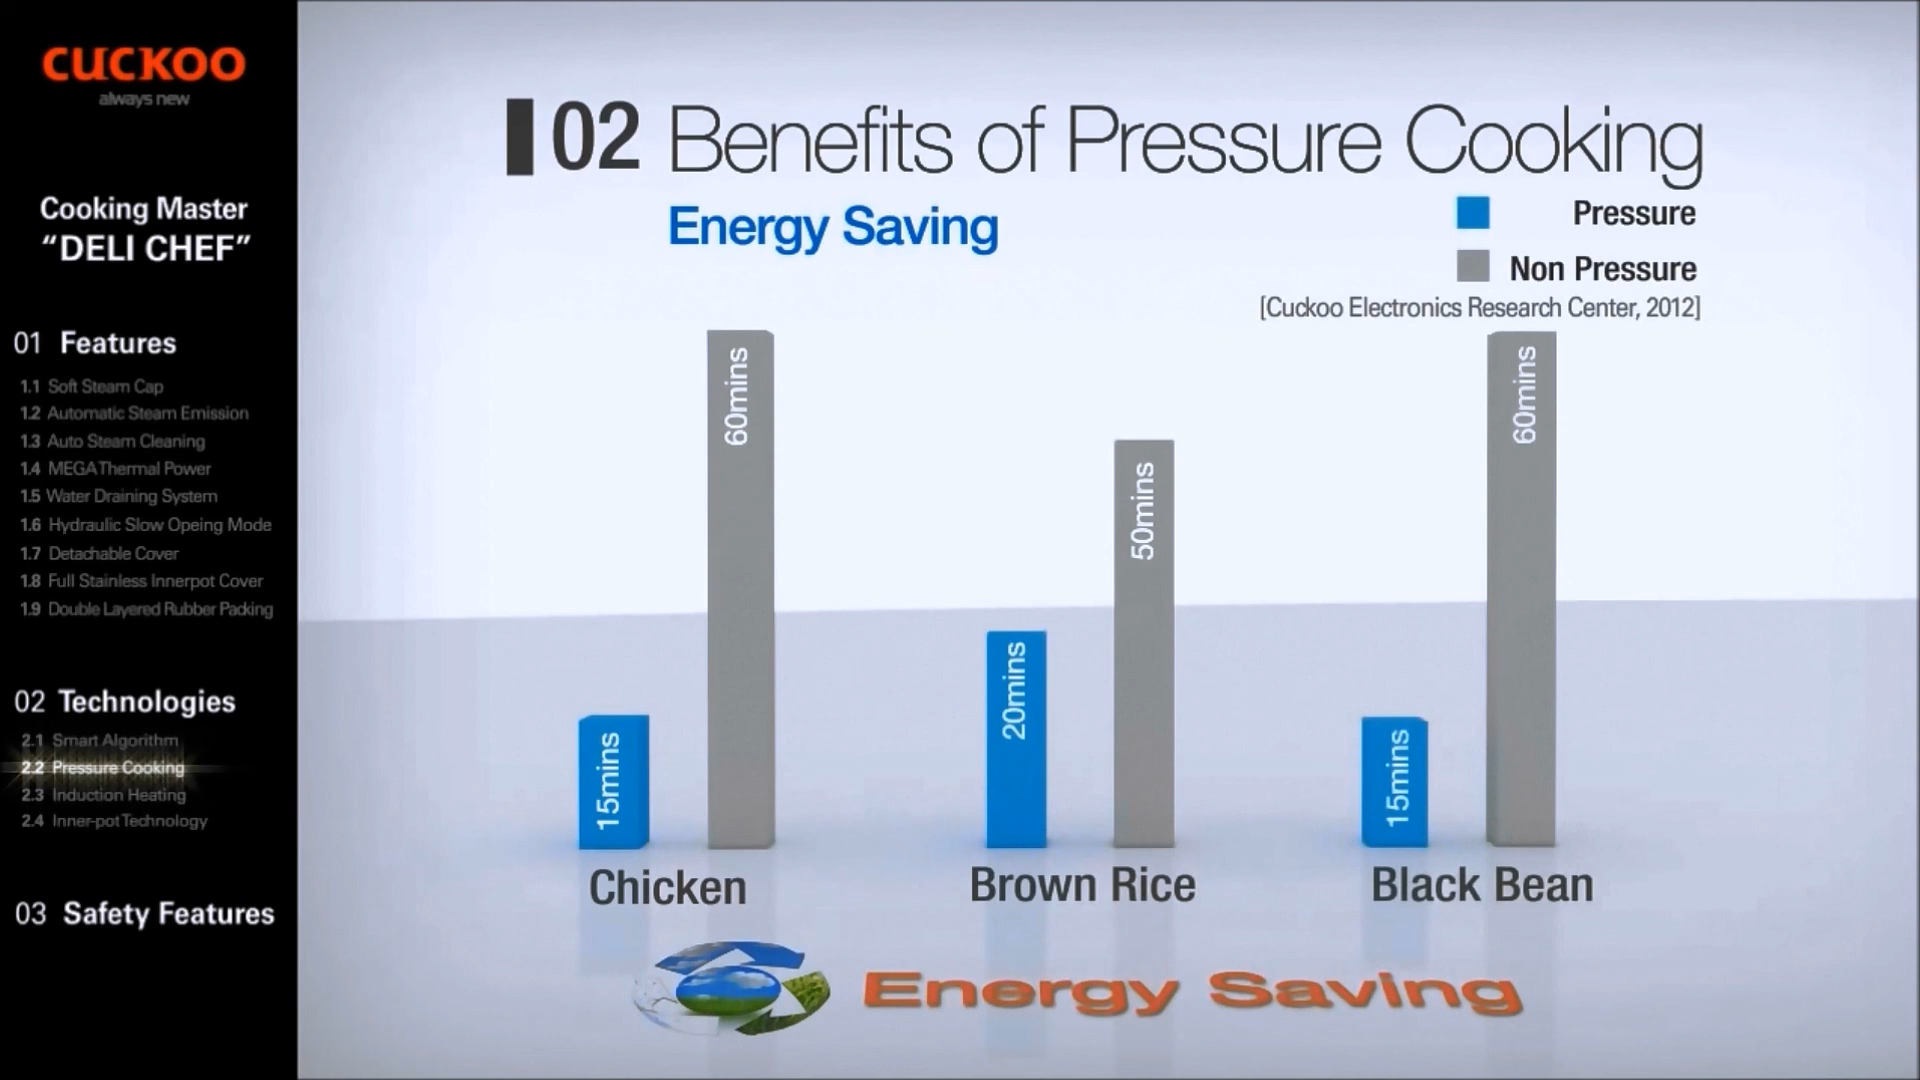 CUCKOO
always new
Cooking Master
“DELI CHEF”
01 Features
1.1 Soft Steam Cap
1.2 Automatic Steam Emission
1.3 Auto Steam Cleaning
1.4 MEGA Thermal Power
1.5 Water Draining System
1.6 Hydraulic Slow Opeing Mode
1.7 Detachable Cover
1.8 Full Stainless Innerpot Cover
1.9 Double Layered Rubber Packing
02 Technologies
2.1 Smart Algorithm
2.2 Pressure Cooking
2.3 Induction Heating
2.4 Inner-pot Technology
03 Safety Features
02 Benefits of Pressure Cooking
Energy Saving
Pressure
Non Pressure
[Cuckoo Electronics Research Center, 2012]
15mins
60mins
20mins
50mins
15mins
60mins
Chicken
Brown Rice
Black Bean
Energy Saving